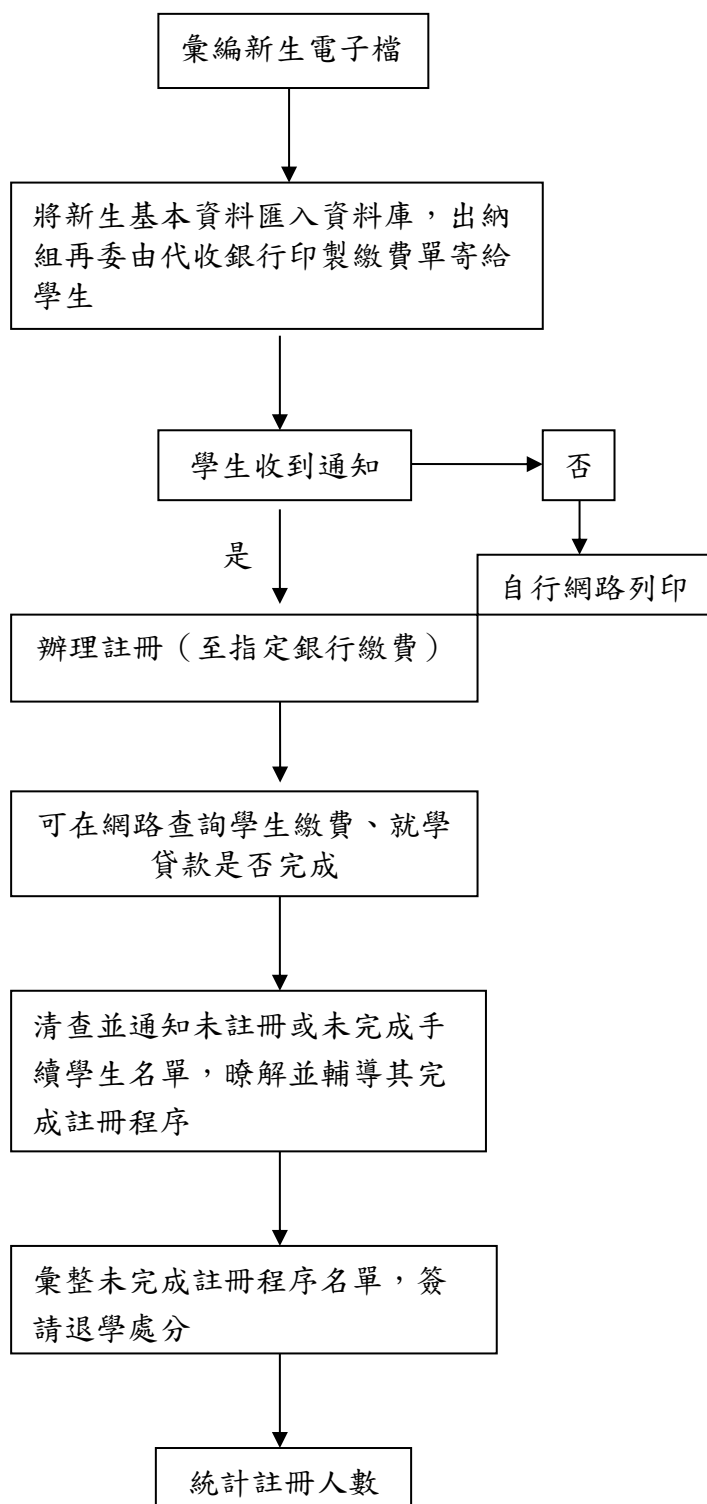 彙編新生電子檔
將新生基本資料匯入資料庫，出納
組再委由代收銀行印製繳費單寄給
學生
學生收到通知
否
是
自行網路列印
辦理註冊（至指定銀行繳費）
可在網路查詢學生繳費、就學
貸款是否完成
清查並通知未註冊或未完成手
續學生名單，瞭解並輔導其完
成註冊程序
彙整未完成註冊程序名單，簽
請退學處分
統計註冊人數